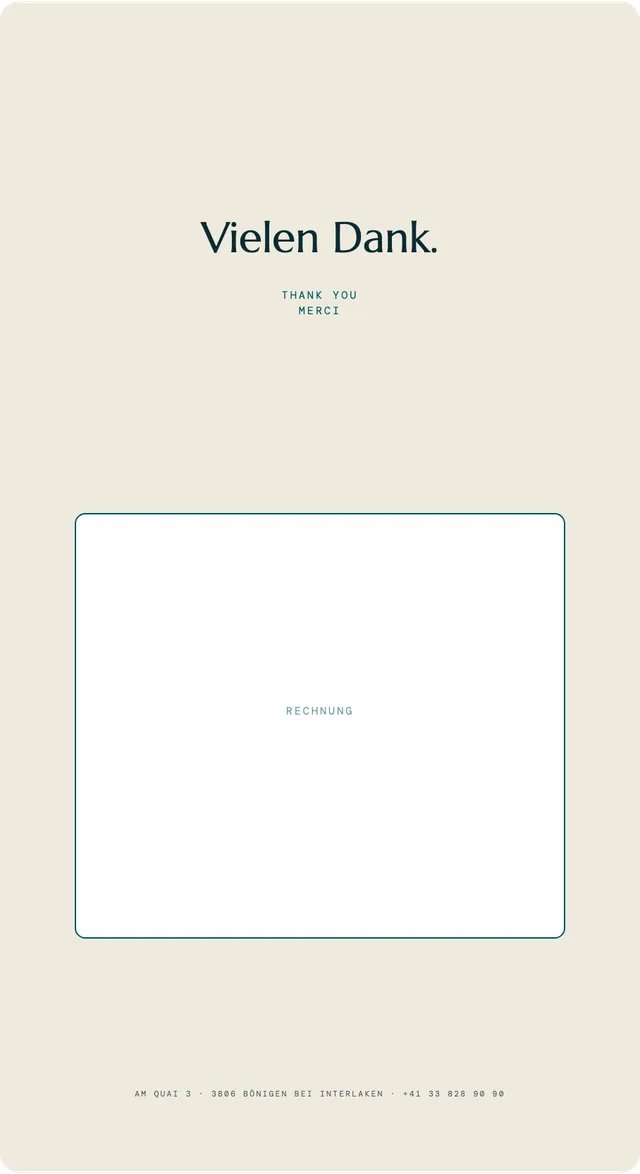 Vielen Dank.
THANK YOU
MERCI
RECHNUNG
AM QUAI 3 · 3806 BÖNIGEN BEI INTERLAKEN · +41 33 828 90 90